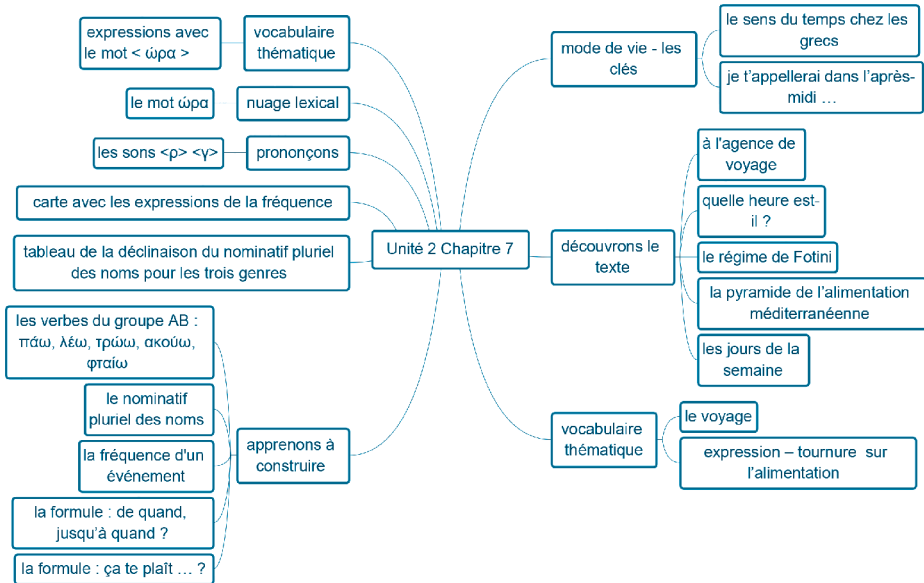 Unité 2 Chapitre 7
expressions avec
le mot < ώρα >
vocabulaire
thématique
le mot ώρα
nuage lexical
les sons <ρ> <γ>
prononçons
carte avec les expressions de la fréquence
tableau de la déclinaison du nominatif pluriel
des noms pour les trois genres
les verbes du groupe AB :
πάω, λέω, τρώω, ακούω,
φταίω
le nominatif
pluriel des noms
la fréquence d'un
événement
la formule : de quand,
jusqu'à quand ?
la formule : ça te plaît … ?
apprenons à
construire
mode de vie - les
clés
le sens du temps chez les
grecs
je t'appellerai dans l'après-
midi …
découvrons le
texte
à l'agence de
voyage
quelle heure est-
il ?
le régime de Fotini
la pyramide de l'alimentation
méditerranéenne
les jours de la
semaine
vocabulaire
thématique
le voyage
expression – tournure sur
l'alimentation